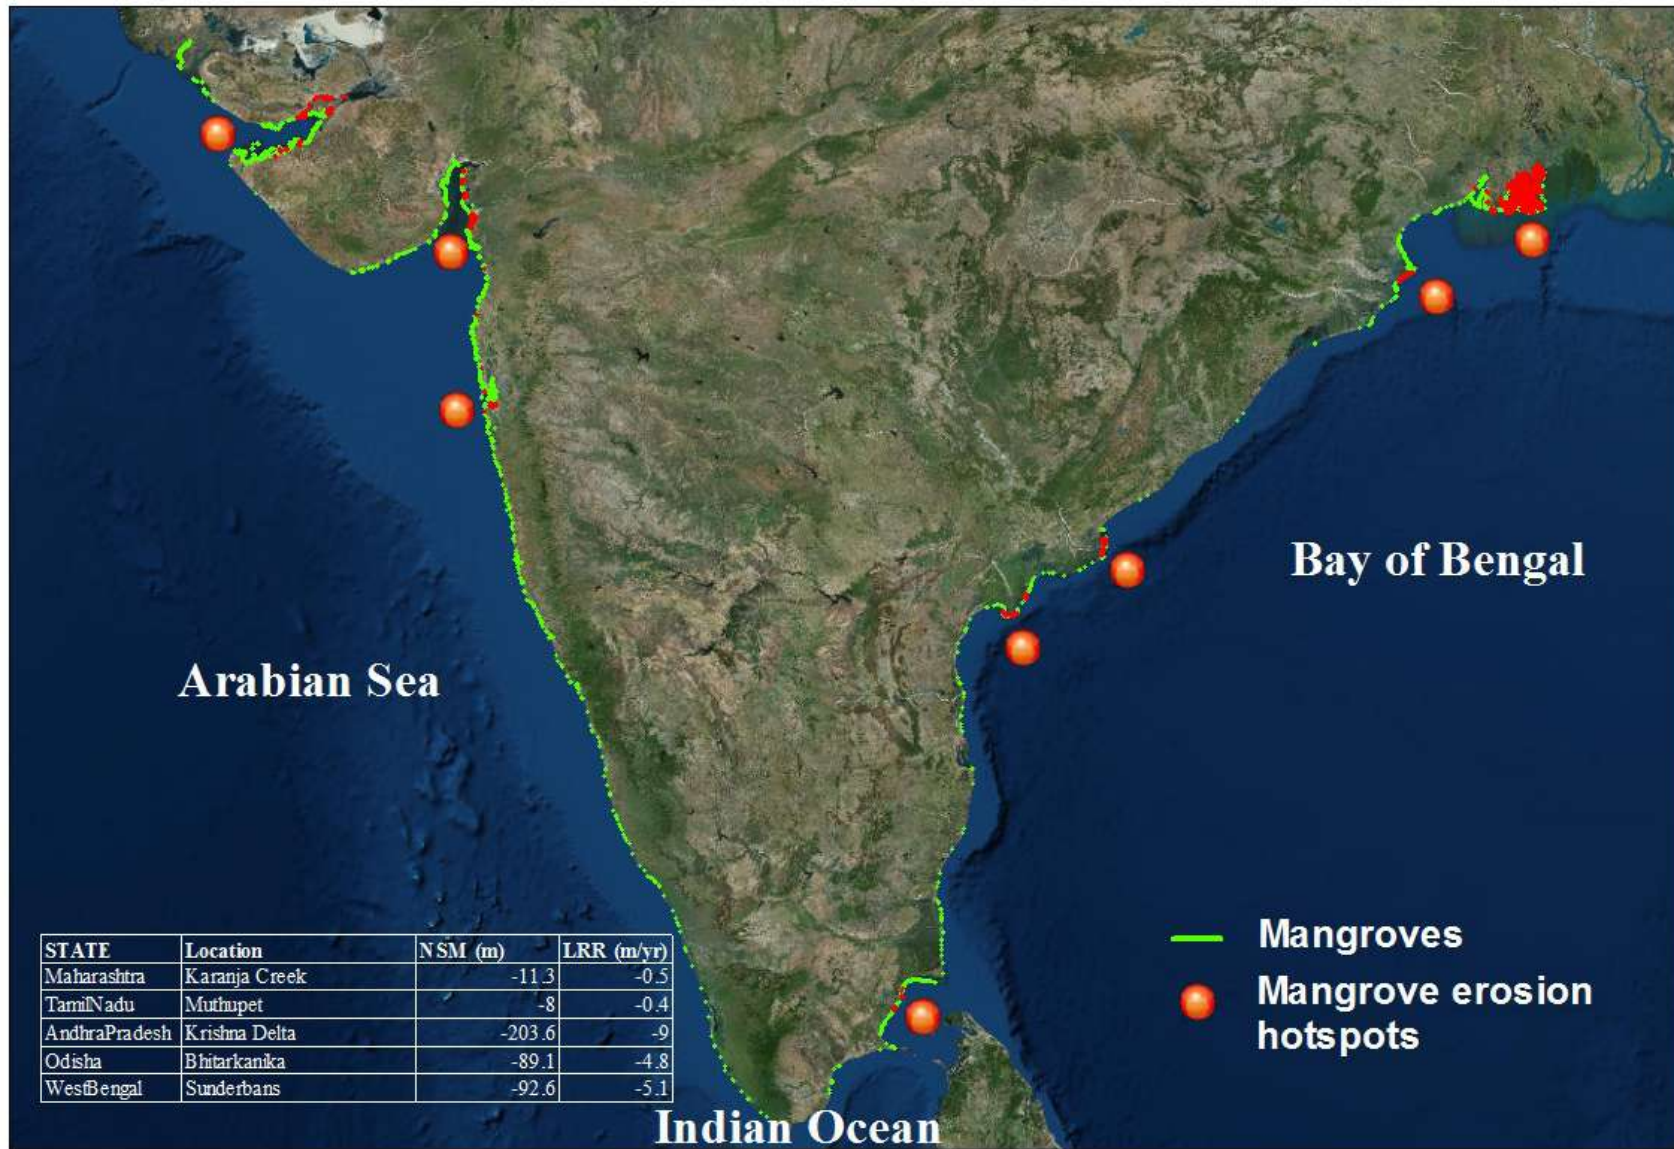 Bay of Bengal
Arabian Sea
STATE Location NSM (m) LRR (m/yr)
Maharashtra Karanja Creek -11.3 -0.5
TamilNadu Muthupet -8 -0.4
AndhraPradesh Krishna Delta -203.6 -9
Odisha Bhitarkanika -89.1 -4.8
WestBengal Sunderbans -92.6 -5.1
Mangroves
Mangrove erosion
hotspots
Indian Ocean